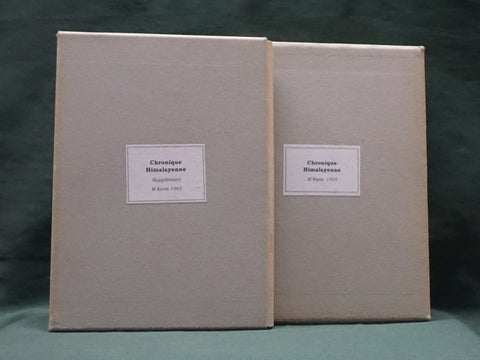 Chronique
Himalayenne
Supplément
M Kurz 1963
Chronique
Himalayenne
M Kurz 1959